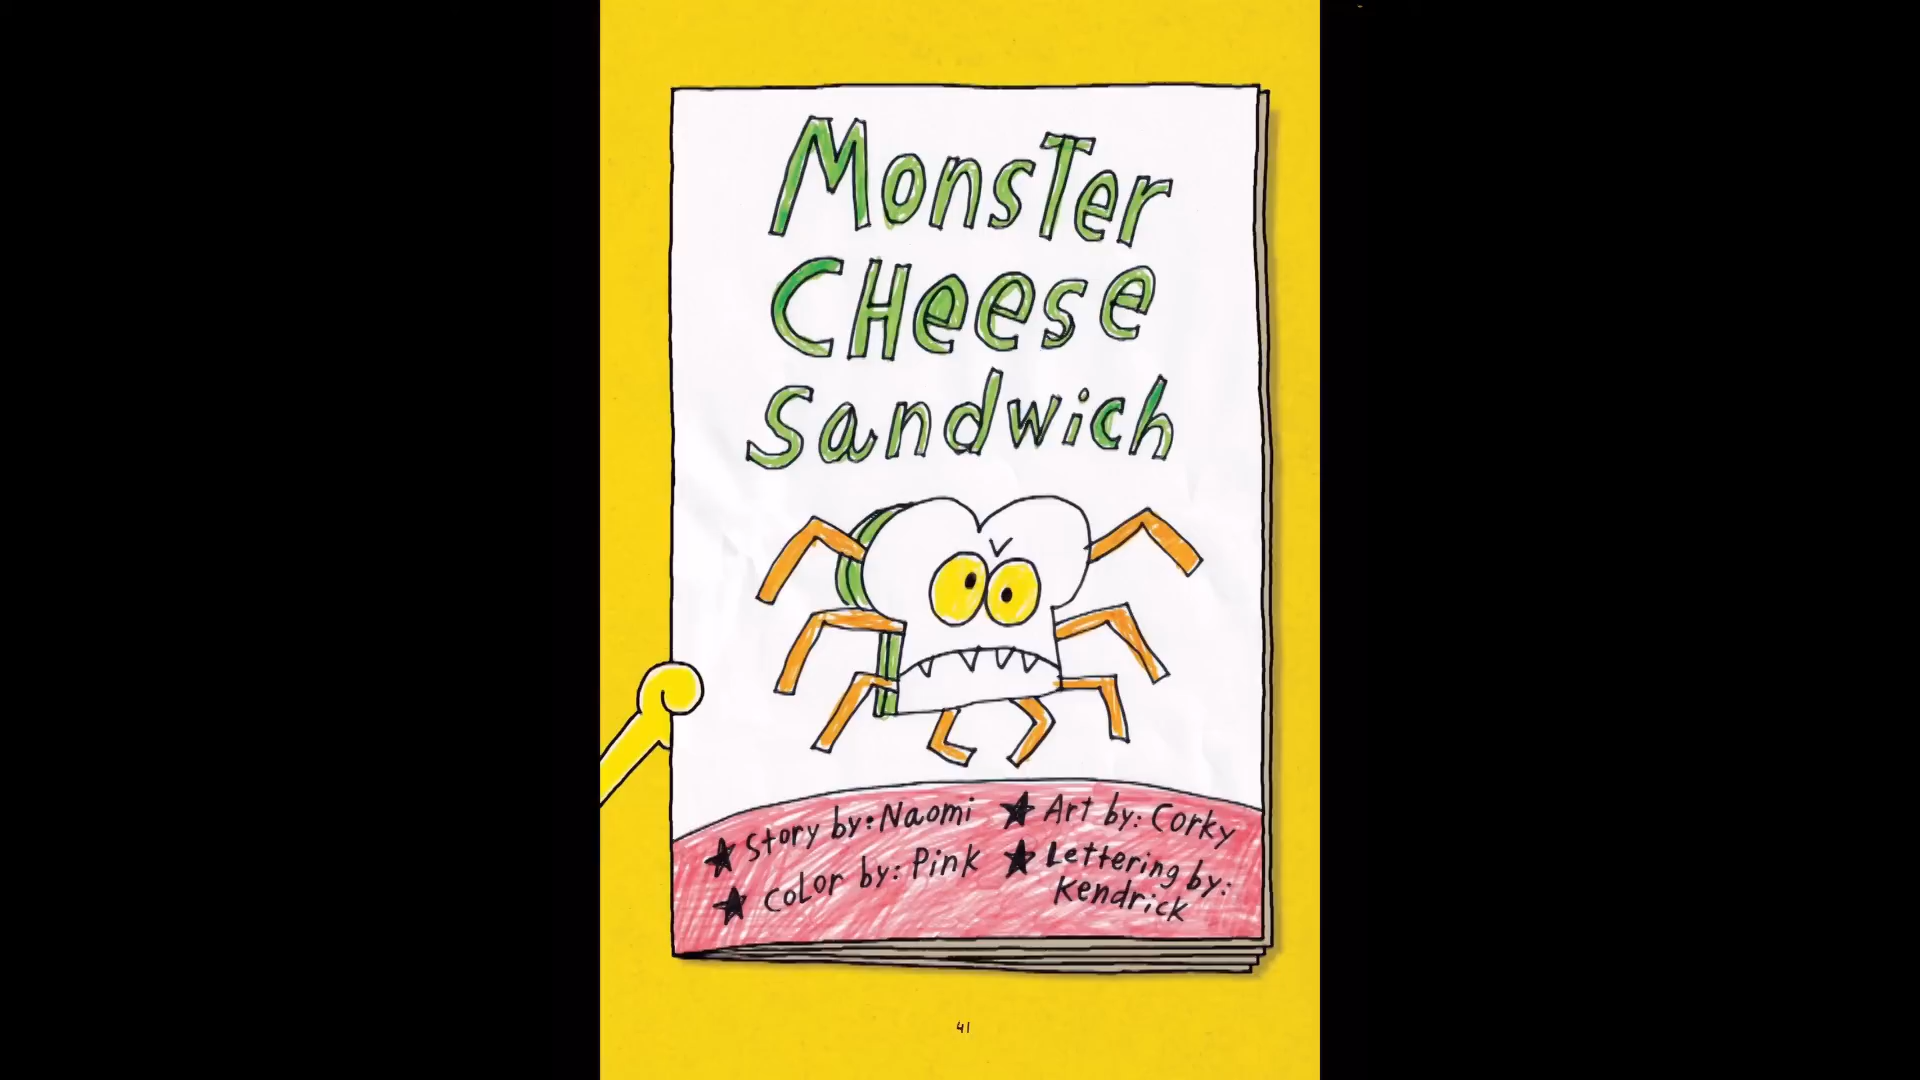 Monster
CHeese
Sandwich
★ Story by: Naomi
★ Color by: Pink
★ Art by: Corky
★ Lettering by:
Kendrick
41